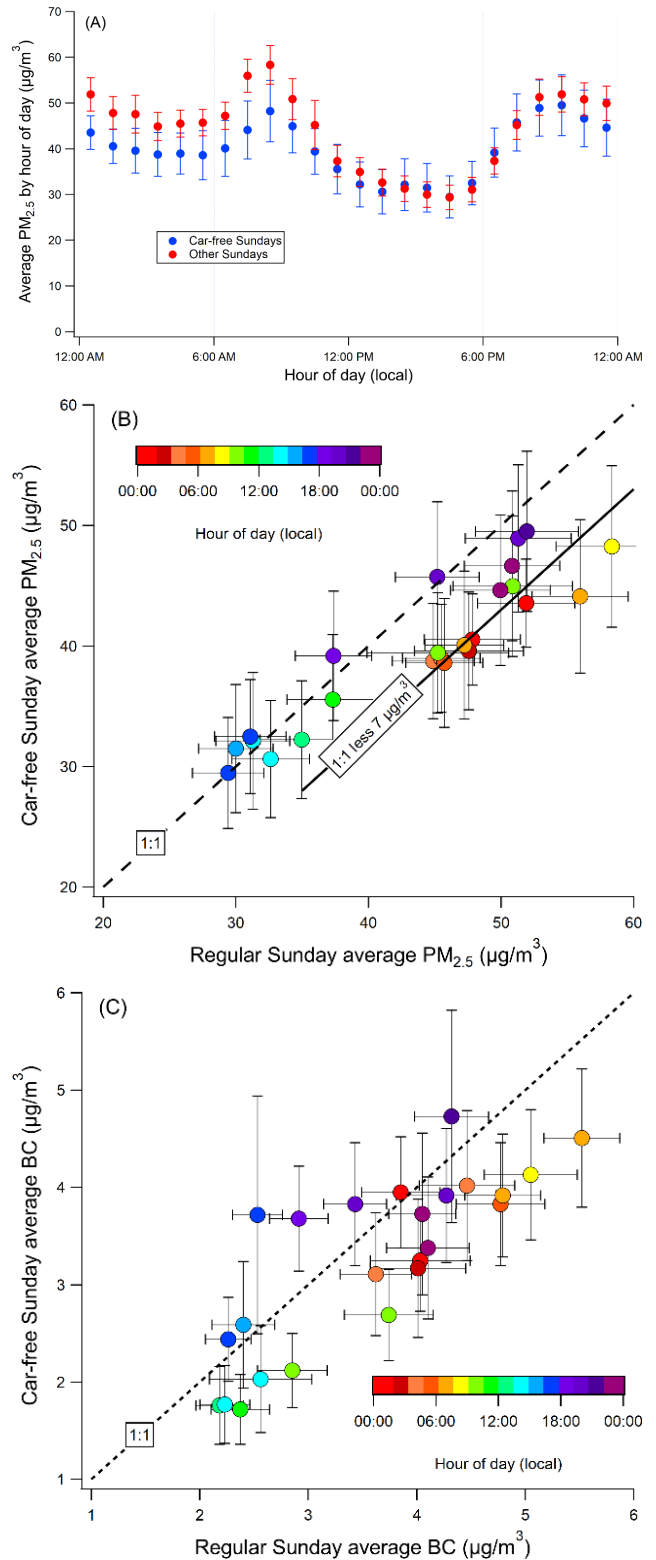 (A)
70
60
50
40
30
20
10
0
Average PM2.5 by hour of day (µg/m3)
Car-free Sundays
Other Sundays
12:00 AM 6:00 AM 12:00 PM 6:00 PM 12:00 AM
Hour of day (local)
(B)
60
50
40
30
20
Car-free Sunday average PM2.5 (µg/m3)
00:00 06:00 12:00 18:00 00:00
Hour of day (local)
1:1 less 7 µg/m3
1:1
20 30 40 50 60
Regular Sunday average PM2.5 (µg/m3)
(C)
6
5
4
3
2
1
Car-free Sunday average BC (µg/m3)
00:00 06:00 12:00 18:00 00:00
Hour of day (local)
1:1
1 2 3 4 5 6
Regular Sunday average BC (µg/m3)